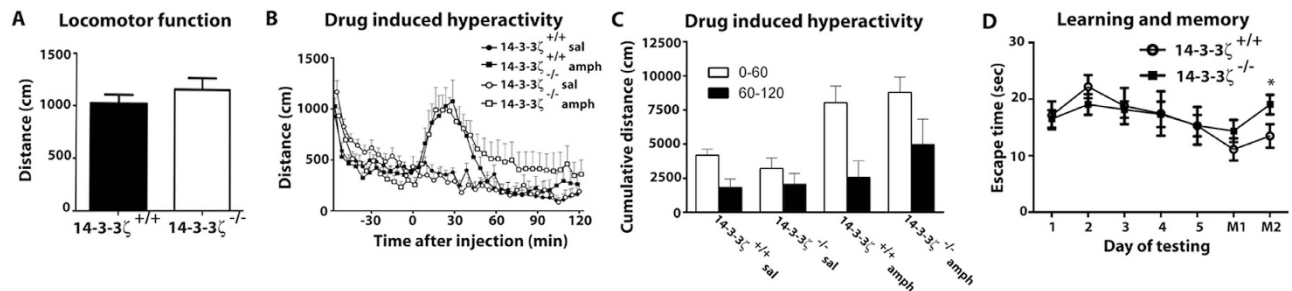 A
Locomotor function
Distance (cm)
1500
1000
500
0
14-3-3ζ +/+
14-3-3ζ -/-
B
Drug induced hyperactivity
14-3-3ζ +/+ sal
14-3-3ζ +/+ amph
14-3-3ζ -/- sal
14-3-3ζ -/- amph
Distance (cm)
1500
1000
500
0
-30 0 30 60 90 120
Time after injection (min)
C
Drug induced hyperactivity
0-60
60-120
Cumulative distance (cm)
12500
10000
7500
5000
2500
0
14-3-3ζ +/+ sal
14-3-3ζ -/- sal
14-3-3ζ +/+ amph
14-3-3ζ -/- amph
D
Learning and memory
14-3-3ζ +/+
14-3-3ζ -/-
*
Escape time (sec)
30
20
10
0
1 2 3 4 5 M1 M2
Day of testing